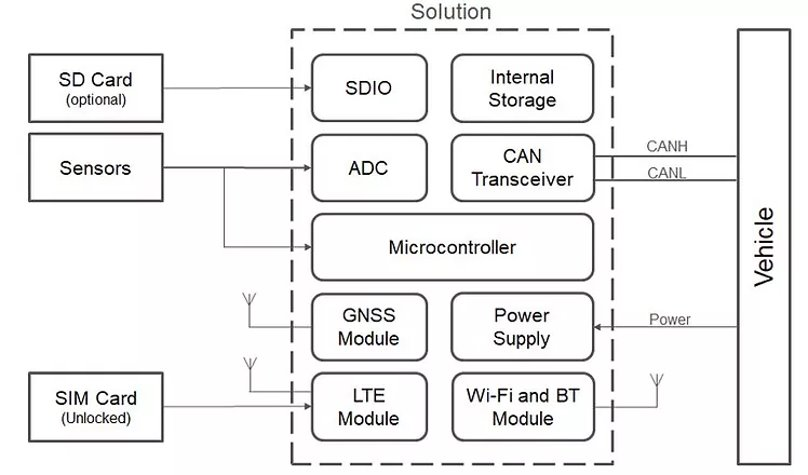 Solution
SD Card
(optional)
SDIO
Internal
Storage
Sensors
ADC
CAN
Transceiver
CANH
CANL
Microcontroller
Vehicle
GNSS
Module
Power
Supply
Power
SIM Card
(Unlocked)
LTE
Module
Wi-Fi and BT
Module